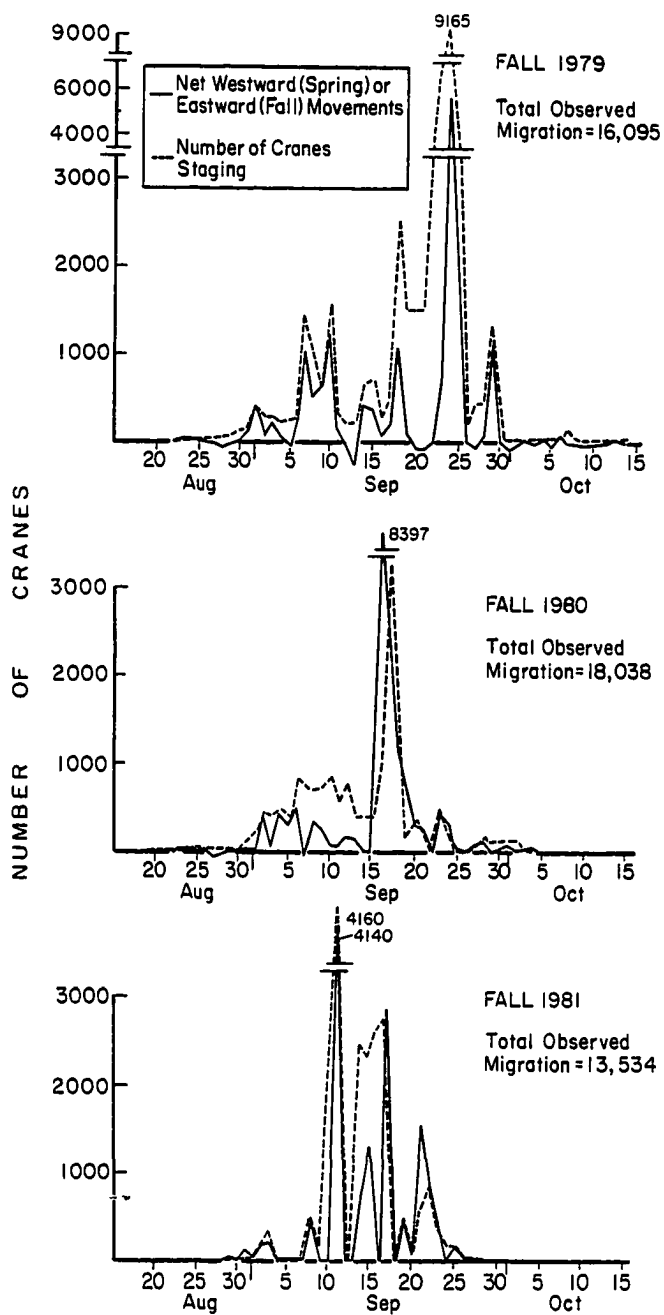 NUMBER OF CRANES
9165
9000
6000
4000
3000
2000
1000
Net Westward (Spring) or
Eastward (Fall) Movements
Number of Cranes
Staging
FALL 1979
Total Observed
Migration=16,095
20 25 30 5 10 15 20 25 30 5 10 15
Aug Sep Oct
8397
3000
2000
1000
FALL 1980
Total Observed
Migration=18,038
20 25 30 5 10 15 20 25 30 5 10 15
Aug Sep Oct
4160
4140
3000
2000
1000
FALL 1981
Total Observed
Migration=13,534
20 25 30 5 10 15 20 25 30 5 10 15
Aug Sep Oct